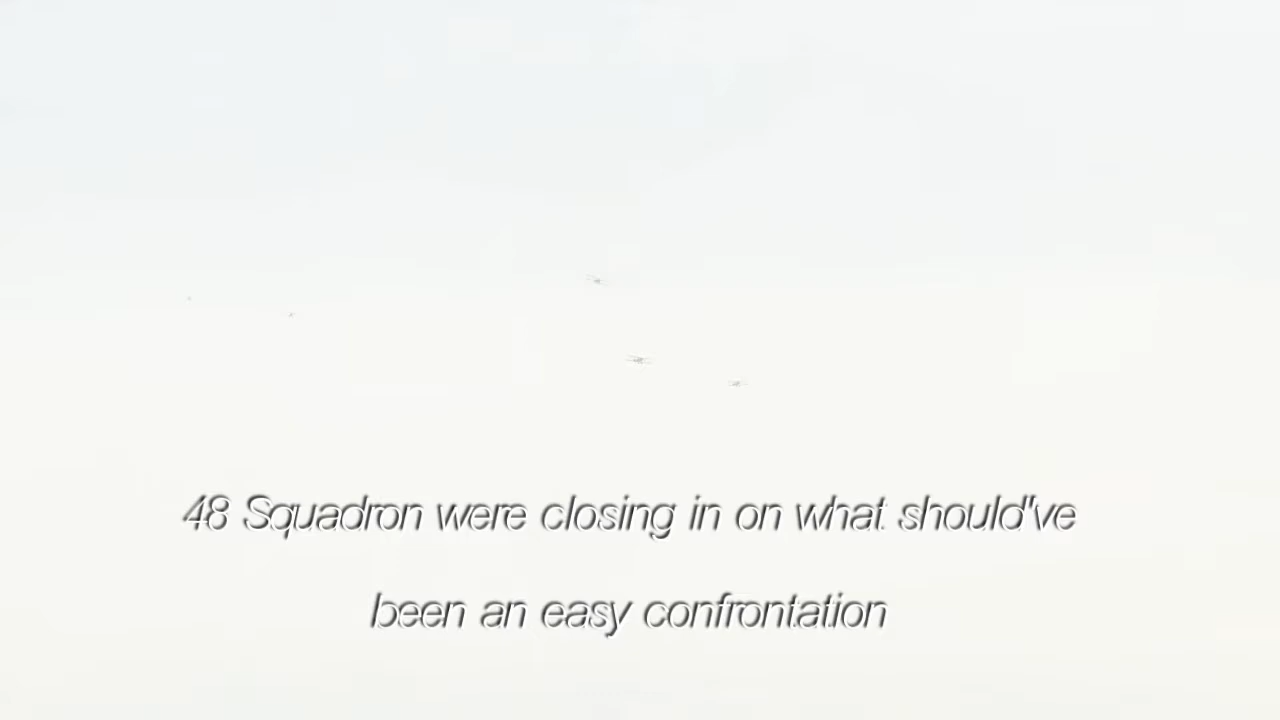 48 Squadron were closing in on what should've
been an easy confrontation